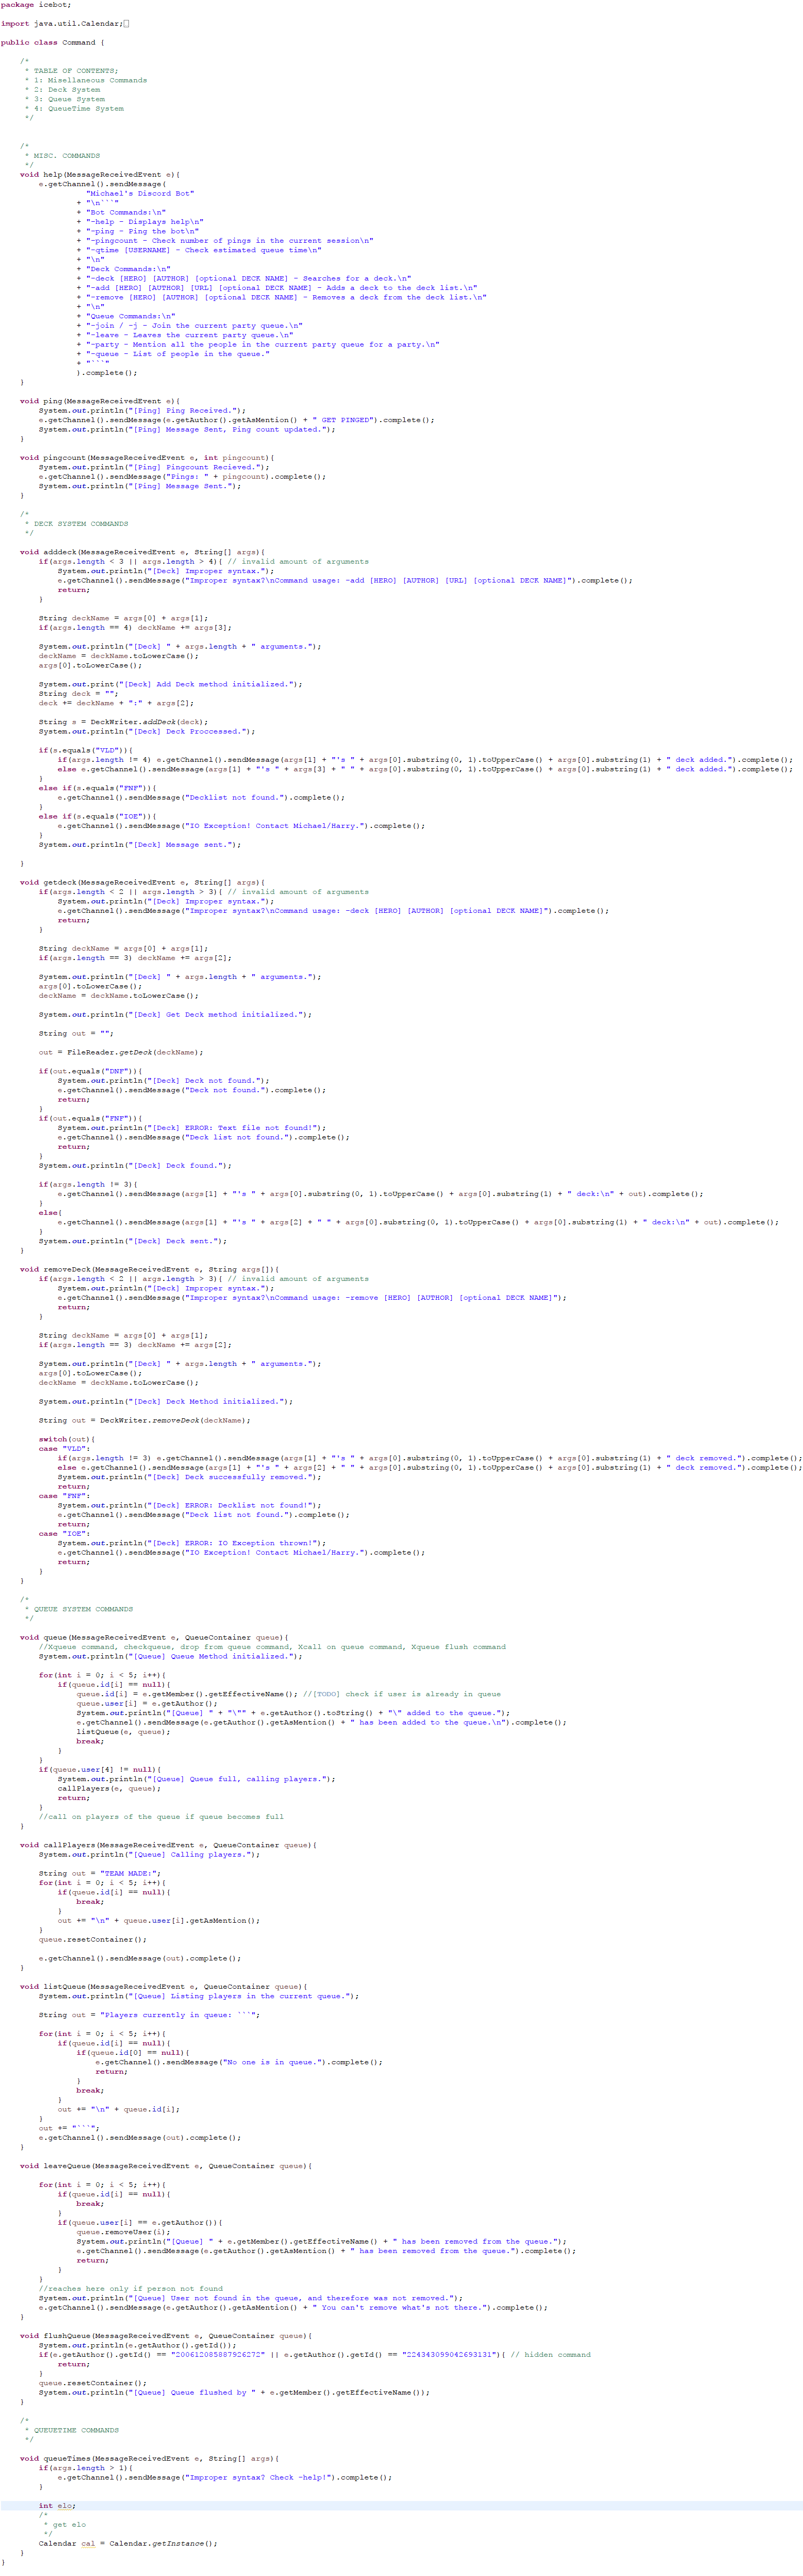 package icebot;
import java.util.Calendar;
public class Command {
/*
* TABLE OF CONTENTS;
* 1: Misellaneous Commands
* 2: Deck System
* 3: Queue System
* 4: QueueTime System
*/
/*
* MISC. COMMANDS
*/
void help(MessageReceivedEvent e){
e.getChannel().sendMessage(
"Michael's Discord Bot"
+ "\n```"
+ "Bot Commands:\n"
+ "-help - Displays help\n"
+ "-ping - Ping the bot\n"
+ "-pingcount - Check number of pings in the current session\n"
+ "-qtime [USERNAME] - Check estimated queue time\n"
+ "\n"
+ "Deck Commands:\n"
+ "-deck [HERO] [AUTHOR] [optional DECK NAME] - Searches for a deck.\n"
+ "-add [HERO] [AUTHOR] [URL] [optional DECK NAME] - Adds a deck to the deck list.\n"
+ "-remove [HERO] [AUTHOR] [optional DECK NAME] - Removes a deck from the deck list.\n"
+ "\n"
+ "Queue Commands:\n"
+ "-join / -j - Join the current party queue.\n"
+ "-leave - Leaves the current party queue.\n"
+ "-party - Mention all the people in the current party queue for a party.\n"
+ "-queue - List of people in the queue."
+ "```"
).complete();
}
void ping(MessageReceivedEvent e){
System.out.println("[Ping] Ping Received.");
e.getChannel().sendMessage(e.getAuthor().getAsMention() + " GET PINGED").complete();
System.out.println("[Ping] Message Sent, Ping count updated.");
}
void pingcount(MessageReceivedEvent e, int pingcount){
System.out.println("[Ping] Pingcount Recieved.");
e.getChannel().sendMessage("Pings: " + pingcount).complete();
System.out.println("[Ping] Message Sent.");
}
/*
* DECK SYSTEM COMMANDS
*/
void adddeck(MessageReceivedEvent e, String[] args){
if(args.length < 3 || args.length > 4){ // invalid amount of arguments
System.out.println("[Deck] Improper syntax.");
e.getChannel().sendMessage("Improper syntax?\nCommand usage: -add [HERO] [AUTHOR] [URL] [optional DECK NAME]").complete();
return;
}
String deckName = args[0] + args[1];
if(args.length == 4) deckName += args[3];
System.out.println("[Deck] " + args.length + " arguments.");
deckName = deckName.toLowerCase();
args[0].toLowerCase();
System.out.print("[Deck] Add Deck method initialized.");
String deck = "";
deck += deckName + ":" + args[2];
String s = DeckWriter.addDeck(deck);
System.out.println("[Deck] Deck Proccessed.");
if(s.equals("VLD")){
if(args.length != 4) e.getChannel().sendMessage(args[1] + "'s " + args[0].substring(0, 1).toUpperCase() + args[0].substring(1) + " deck added.").complete();
else e.getChannel().sendMessage(args[1] + "'s " + args[3] + " " + args[0].substring(0, 1).toUpperCase() + args[0].substring(1) + " deck added.").complete();
}
else if(s.equals("FNF")){
e.getChannel().sendMessage("Decklist not found.").complete();
}
else if(s.equals("IOE")){
e.getChannel().sendMessage("IO Exception! Contact Michael/Harry.").complete();
}
System.out.println("[Deck] Message sent.");
}
void getdeck(MessageReceivedEvent e, String[] args){
if(args.length < 2 || args.length > 3){ // invalid amount of arguments
System.out.println("[Deck] Improper syntax.");
e.getChannel().sendMessage("Improper syntax?\nCommand usage: -deck [HERO] [AUTHOR] [optional DECK NAME]").complete();
return;
}
String deckName = args[0] + args[1];
if(args.length == 3) deckName += args[2];
System.out.println("[Deck] " + args.length + " arguments.");
args[0].toLowerCase();
deckName = deckName.toLowerCase();
System.out.println("[Deck] Get Deck method initialized.");
String out = "";
out = FileReader.getDeck(deckName);
if(out.equals("DNF")){
System.out.println("[Deck] Deck not found.");
e.getChannel().sendMessage("Deck not found.").complete();
return;
}
if(out.equals("FNF")){
System.out.println("[Deck] ERROR: Text file not found!");
e.getChannel().sendMessage("Deck list not found.").complete();
return;
}
System.out.println("[Deck] Deck found.");
if(args.length != 3){
e.getChannel().sendMessage(args[1] + "'s " + args[0].substring(0, 1).toUpperCase() + args[0].substring(1) + " deck:\n" + out).complete();
}
else{
e.getChannel().sendMessage(args[1] + "'s " + args[2] + " " + args[0].substring(0, 1).toUpperCase() + args[0].substring(1) + " deck:\n" + out).complete();
}
System.out.println("[Deck] Deck sent.");
}
void removeDeck(MessageReceivedEvent e, String args[]){
if(args.length < 2 || args.length > 3){ // invalid amount of arguments
System.out.println("[Deck] Improper syntax.");
e.getChannel().sendMessage("Improper syntax?\nCommand usage: -remove [HERO] [AUTHOR] [optional DECK NAME]");
return;
}
String deckName = args[0] + args[1];
if(args.length == 3) deckName += args[2];
System.out.println("[Deck] " + args.length + " arguments.");
args[0].toLowerCase();
deckName = deckName.toLowerCase();
System.out.println("[Deck] Deck Method initialized.");
String out = DeckWriter.removeDeck(deckName);
switch(out){
case "VLD":
if(args.length != 3) e.getChannel().sendMessage(args[1] + "'s " + args[0].substring(0, 1).toUpperCase() + args[0].substring(1) + " deck removed.").complete();
else e.getChannel().sendMessage(args[1] + "'s " + args[2] + " " + args[0].substring(0, 1).toUpperCase() + args[0].substring(1) + " deck removed.").complete();
System.out.println("[Deck] Deck successfully removed.");
return;
case "FNF":
System.out.println("[Deck] ERROR: Decklist not found!");
e.getChannel().sendMessage("Deck list not found.").complete();
return;
case "IOE":
System.out.println("[Deck] ERROR: IO Exception thrown!");
e.getChannel().sendMessage("IO Exception! Contact Michael/Harry.").complete();
return;
}
}
/*
* QUEUE SYSTEM COMMANDS
*/
void queue(MessageReceivedEvent e, QueueContainer queue){
//Xqueue command, checkqueue, drop from queue command, Xcall on queue command, Xqueue flush command
System.out.println("[Queue] Queue Method initialized.");
for(int i = 0; i < 5; i++){
if(queue.id[i] == null){
queue.id[i] = e.getMember().getEffectiveName(); //[TODO] check if user is already in queue
queue.user[i] = e.getAuthor();
System.out.println("[Queue] " + "\"" + e.getAuthor().toString() + "\" added to the queue.");
e.getChannel().sendMessage(e.getAuthor().getAsMention() + " has been added to the queue.\n").complete();
listQueue(e, queue);
break;
}
}
if(queue.user[4] != null){
System.out.println("[Queue] Queue full, calling players.");
callPlayers(e, queue);
return;
}
//call on players of the queue if queue becomes full
}
void callPlayers(MessageReceivedEvent e, QueueContainer queue){
System.out.println("[Queue] Calling players.");
String out = "TEAM MADE:";
for(int i = 0; i < 5; i++){
if(queue.id[i] == null){
break;
}
out += "\n" + queue.user[i].getAsMention();
}
queue.resetContainer();
e.getChannel().sendMessage(out).complete();
}
void listQueue(MessageReceivedEvent e, QueueContainer queue){
System.out.println("[Queue] Listing players in the current queue.");
String out = "Players currently in queue: ```";
for(int i = 0; i < 5; i++){
if(queue.id[i] == null){
if(queue.id[0] == null){
e.getChannel().sendMessage("No one is in queue.").complete();
return;
}
break;
}
out += "\n" + queue.id[i];
}
out += "```";
e.getChannel().sendMessage(out).complete();
}
void leaveQueue(MessageReceivedEvent e, QueueContainer queue){
for(int i = 0; i < 5; i++){
if(queue.id[i] == null){
break;
}
if(queue.user[i] == e.getAuthor()){
queue.removeUser(i);
System.out.println("[Queue] " + e.getMember().getEffectiveName() + " has been removed from the queue.");
e.getChannel().sendMessage(e.getAuthor().getAsMention() + " has been removed from the queue.").complete();
return;
}
}
//reaches here only if person not found
System.out.println("[Queue] User not found in the queue, and therefore was not removed.");
e.getChannel().sendMessage(e.getAuthor().getAsMention() + " You can't remove what's not there.").complete();
}
void flushQueue(MessageReceivedEvent e, QueueContainer queue){
System.out.println(e.getAuthor().getId());
if(e.getAuthor().getId() == "200612085887926272" || e.getAuthor().getId() == "224343099042693131"){ // hidden command
return;
}
queue.resetContainer();
System.out.println("[Queue] Queue flushed by " + e.getMember().getEffectiveName());
}
/*
* QUEUETIME COMMANDS
*/
void queueTimes(MessageReceivedEvent e, String[] args){
if(args.length > 1){
e.getChannel().sendMessage("Improper syntax? Check -help!").complete();
}
int elo;
/*
* get elo
*/
Calendar cal = Calendar.getInstance();
}
}